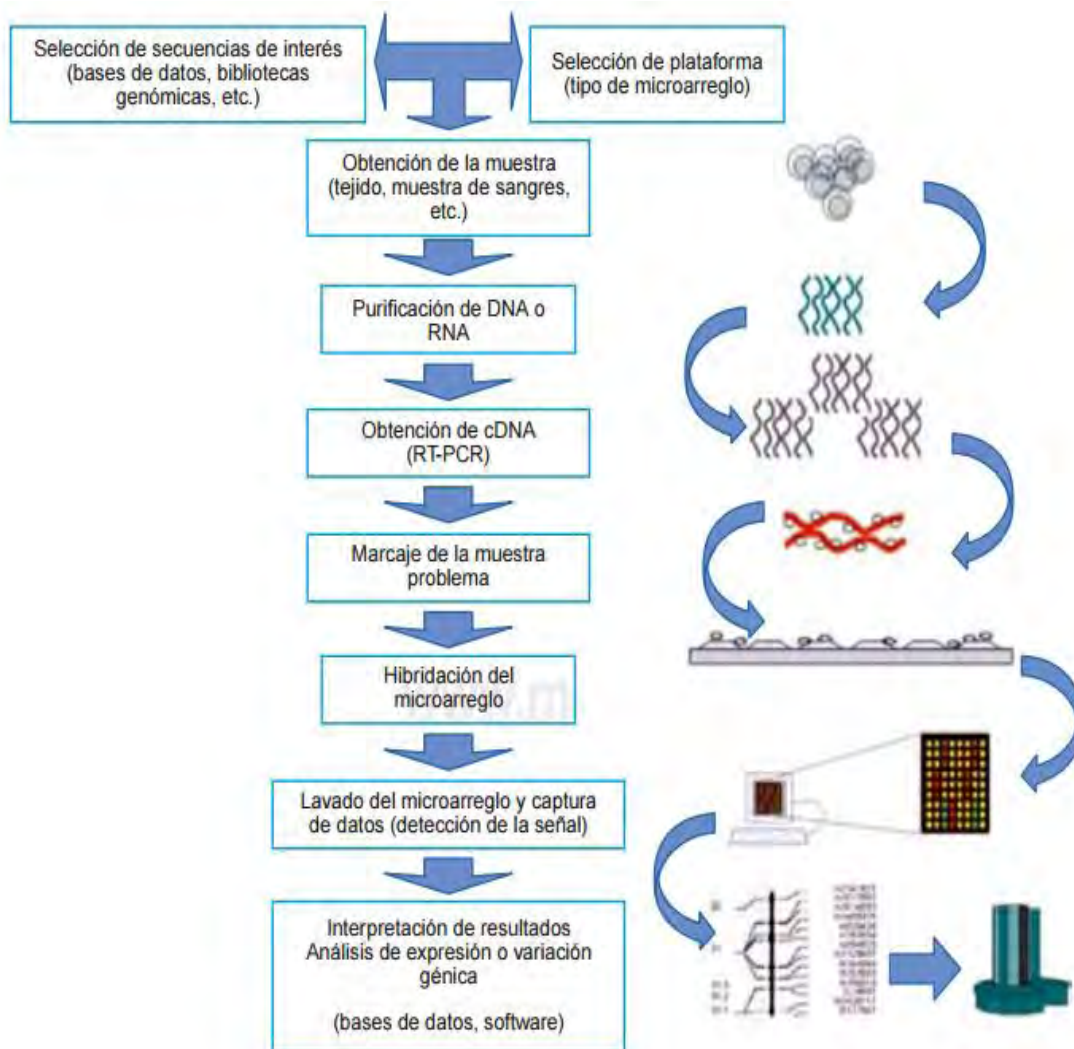 Selección de secuencias de interés
(bases de datos, bibliotecas
genómicas, etc.)
Selección de plataforma
(tipo de microarreglo)
Obtención de la muestra
(tejido, muestra de sangres,
etc.)
Purificación de DNA o
RNA
Obtención de cDNA
(RT-PCR)
Marcaje de la muestra
problema
Hibridación del
microarreglo
Lavado del microarreglo y captura
de datos (detección de la señal)
Interpretación de resultados
Análisis de expresión o variación
génica
(bases de datos, software)